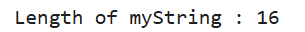 Length of myString : 16